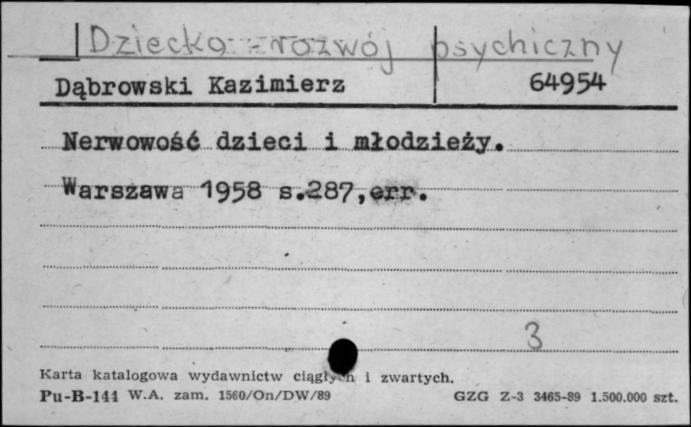 Dziecko - rozwój psychiczny
Dąbrowski Kazimierz 64954
Nerwowość dzieci i młodzieży.
Warszawa 1958 s.287,err.
3
Karta katalogowa wydawnictw ciągłych i zwartych.
Pu-B-144 W.A. zam. 1560/On/DW/89 GZG Z-3 3465-89 1.500.000 szt.